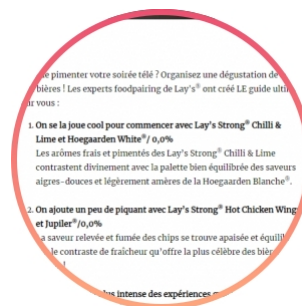 pimenter votre soirée télé ? Organisez une dégustation de
bières ! Les experts foodpairing de Lay's® ont créé LE guide
vous :
1. On se la joue cool pour commencer avec Lay's Strong® Chilli &
Lime et Hoegaarden White®/ 0,0%
Les arômes frais et pimentés des Lay's Strong® Chilli & Lime
contrastent divinement avec la palette bien équilibrée des saveurs
aigres-douces et légèrement amères de la Hoegaarden Blanche®.
2. On ajoute un peu de piquant avec Lay's Strong® Hot Chicken
et Jupiler®/0,0%
saveur relevée et fumée des chips se trouve apaisée et
le contraste de fraîcheur qu'offre la plus célèbre des
!
plus intense des expériences